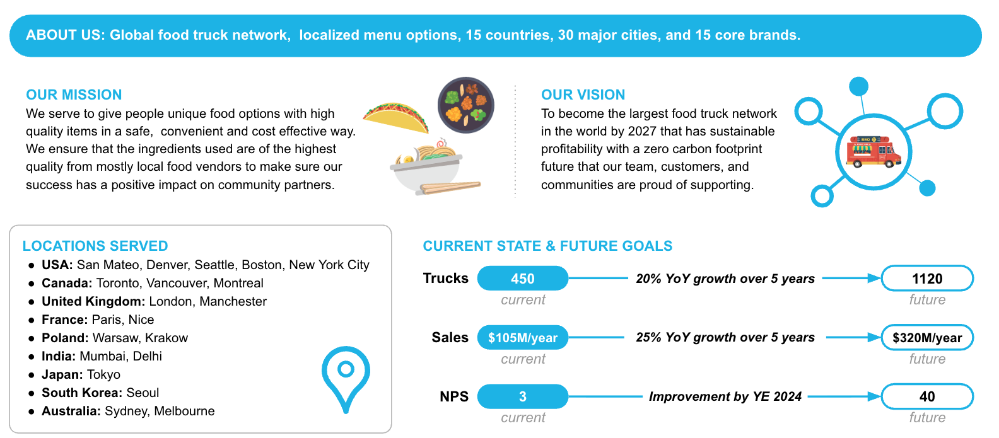 ABOUT US: Global food truck network,  localized menu options, 15 countries, 30 major cities, and 15 core brands.
OUR MISSION
We serve to give people unique food options with high
quality items in a safe,  convenient and cost effective way.
We ensure that the ingredients used are of the highest
quality from mostly local food vendors to make sure our
success has a positive impact on community partners.
OUR VISION
To become the largest food truck network
in the world by 2027 that has sustainable
profitability with a zero carbon footprint
future that our team, customers, and
communities are proud of supporting.
BBQ
LOCATIONS SERVED
● USA: San Mateo, Denver, Seattle, Boston, New York City
● Canada: Toronto, Vancouver, Montreal
● United Kingdom: London, Manchester
● France: Paris, Nice
● Poland: Warsaw, Krakow
● India: Mumbai, Delhi
● Japan: Tokyo
● South Korea: Seoul
● Australia: Sydney, Melbourne
CURRENT STATE & FUTURE GOALS
Trucks 450 20% YoY growth over 5 years 1120
current future
Sales $105M/year 25% YoY growth over 5 years $320M/year
current future
NPS 3 Improvement by YE 2024 40
current future